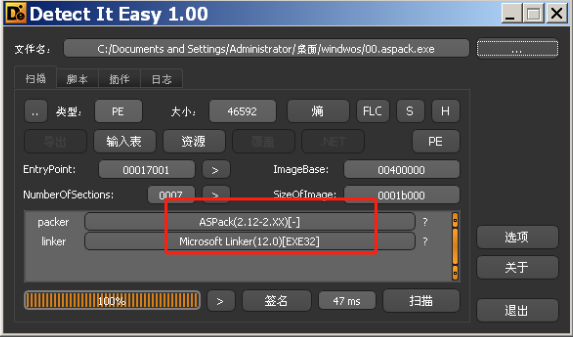 Detect It Easy 1.00
文件名: C:/Documents and Settings/Administrator/桌面/windwos/00.aspack.exe ...
扫描 脚本 插件 日志
.. 类型: PE 大小: 46592 熵 FLC S H
导出 输入表 资源 覆盖 .NET PE
EntryPoint: 00017001 > ImageBase: 00400000
NumberOfSections: 0007 > SizeOfImage: 0001b000
packer ASPack(2.12-2.XX)[-] ?
linker Microsoft Linker(12.0)[EXE32] ?
选项
关于
100% > 签名 47 ms 扫描
退出